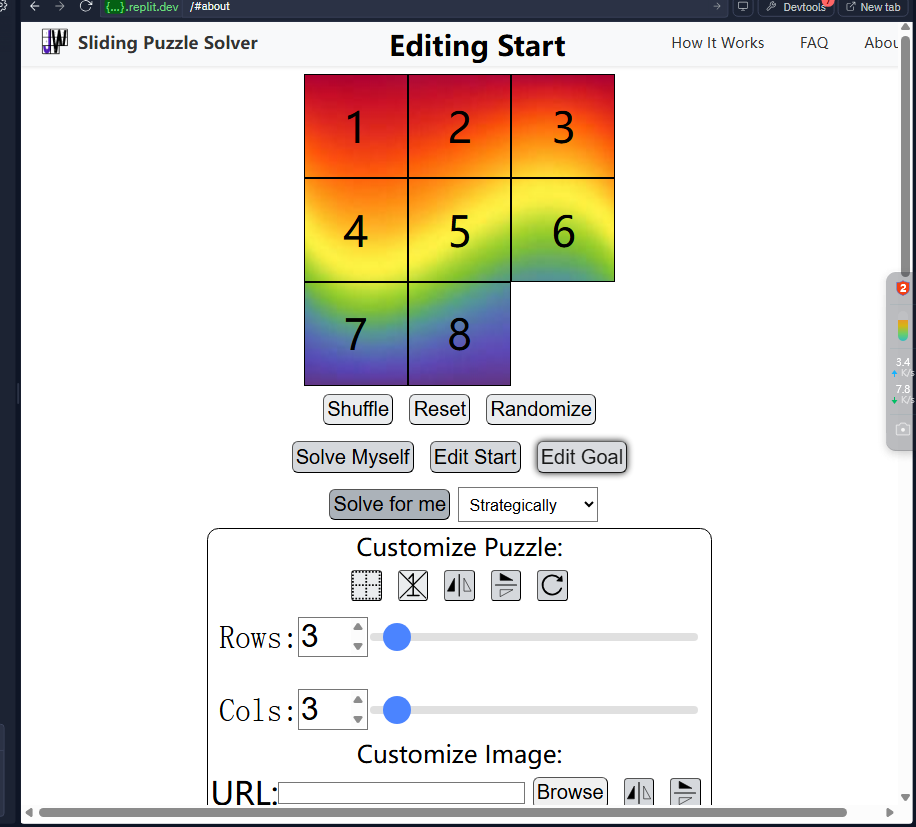 {...}.replit.dev /#about
Devtools 7
New tab
Sliding Puzzle Solver
Editing Start
How It Works
FAQ
Abou
1 2 3
4 5 6
7 8
Shuffle Reset Randomize
Solve Myself Edit Start Edit Goal
Solve for me Strategically
Customize Puzzle:
Rows: 3
Cols: 3
Customize Image:
URL: Browse
2
3.4
K/s
7.8
K/s